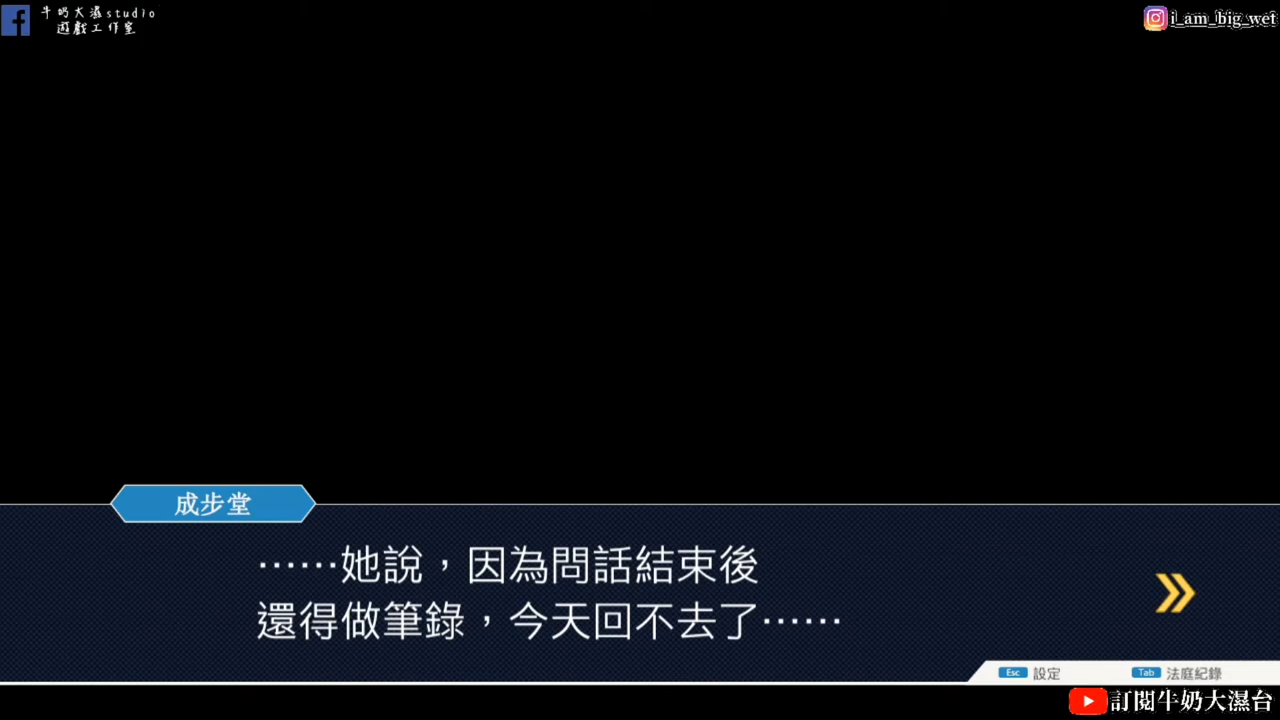 牛奶大濕studio
遊戲工作室
i_am_big_wet
成步堂
……她說，因為問話結束後
還得做筆錄，今天回不去了……
Esc 設定
Tab 法庭紀錄
訂閱牛奶大濕台